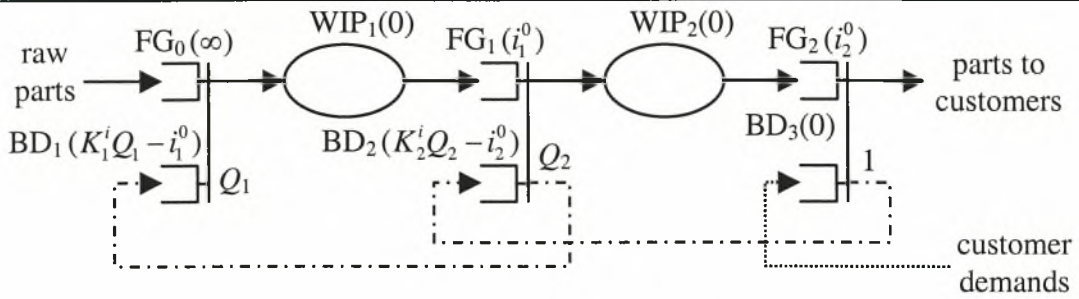 WIP₁(0)
WIP₂(0)
FG₀(∞)
FG₁(i₁⁰)
FG₂(i₂⁰)
raw
parts
parts to
customers
BD₁(K₁ⁱQ₁ – i₁⁰)
BD₂(K₂ⁱQ₂ – i₂⁰)
BD₃(0)
Q₁
Q₂
1
customer
demands